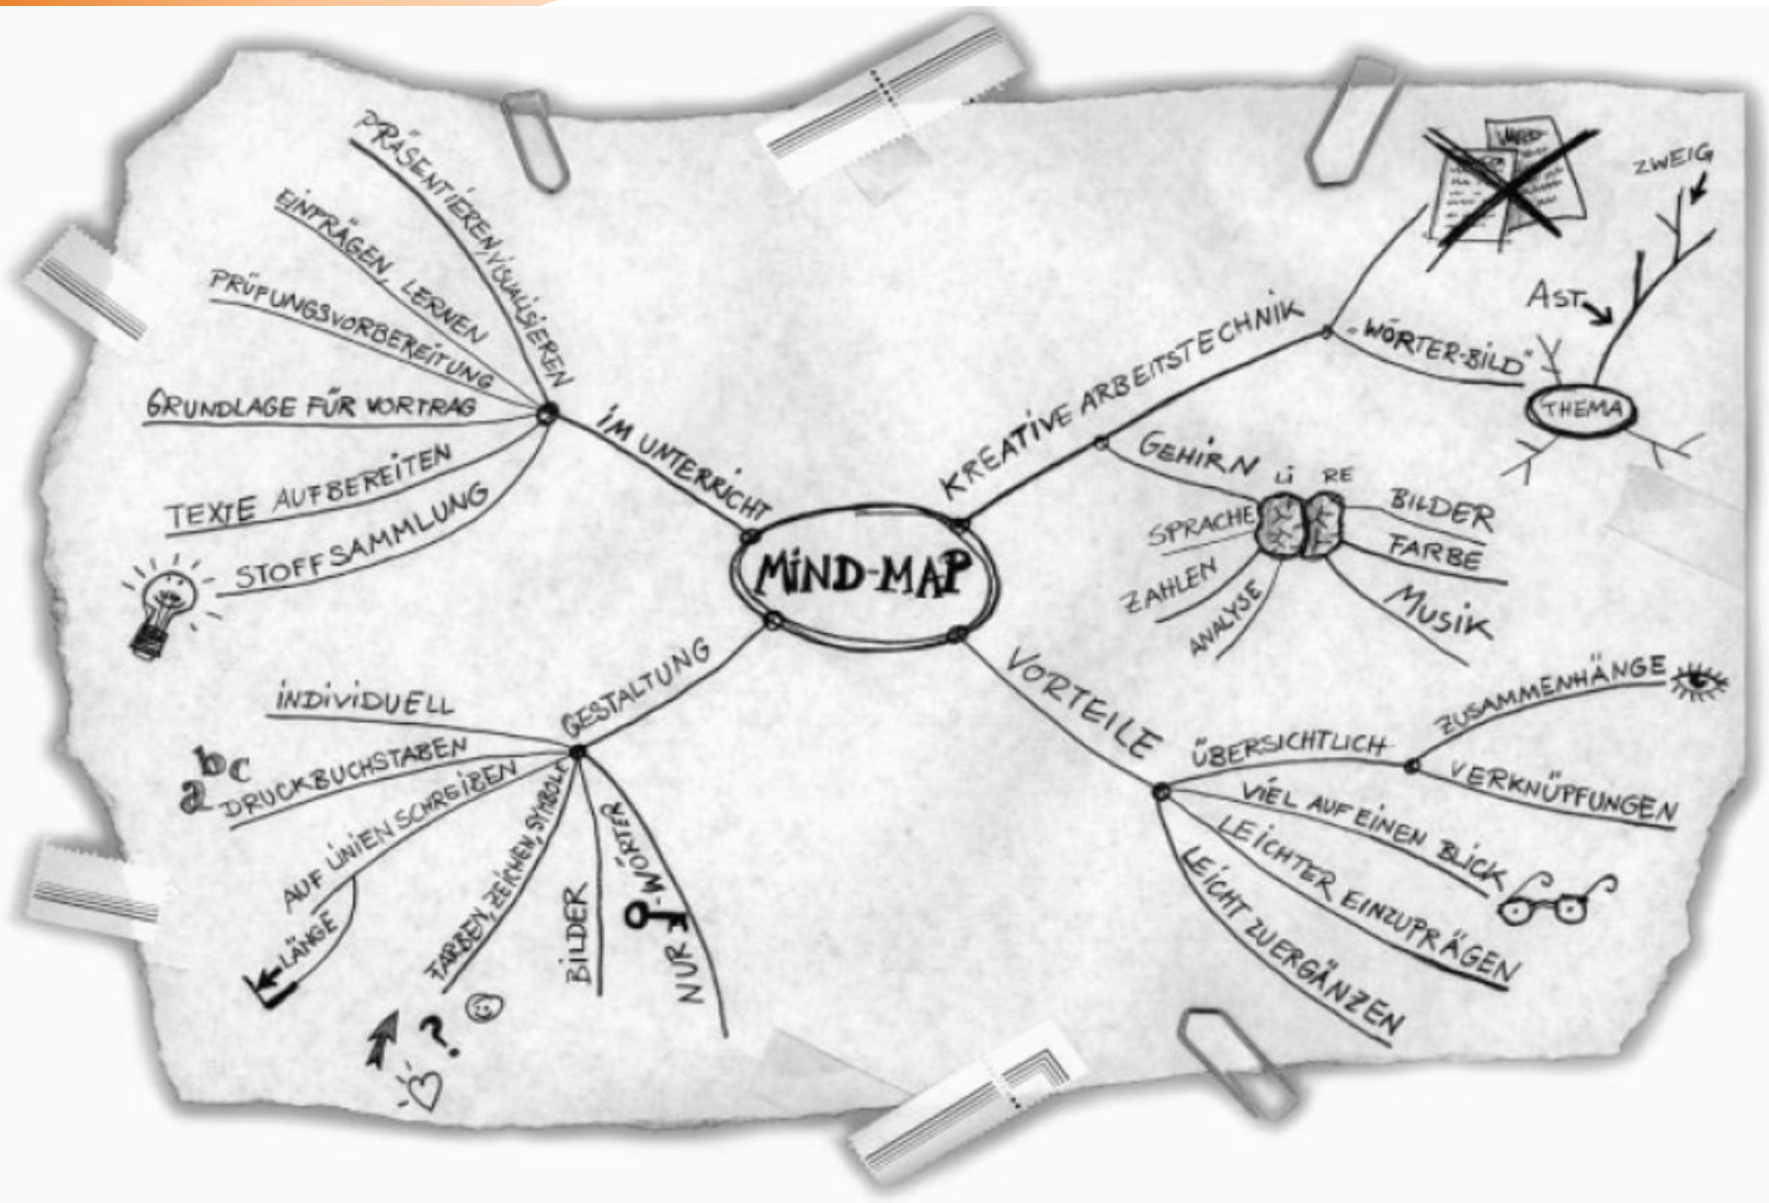 MiND-MAP
iM UNTERRICHT
PRÄSENTIEREN, VISUALISIEREN
EINPRÄGEN, LERNEN
PRÜFUNGSVORBEREITUNG
GRUNDLAGE FÜR VORTRAG
TEXTE AUFBEREITEN
STOFFSAMMLUNG
KREATIVE ARBEITSTECHNIK
„WÖRTER-BILD"
ZWEIG
AST
THEMA
GEHIRN
Li RE
SPRACHE
ZAHLEN
ANALYSE
BILDER
FARBE
MUSIK
GESTALTUNG
iNDiViDUELL
abc
DRUCKBUCHSTABEN
AUF LINIEN SCHREIBEN
LÄNGE
FARBEN, ZEICHEN, SYMBOLE
?
BILDER
NUR -WÖRTER
VORTEILE
ÜBERSICHTLICH
ZUSAMMENHÄNGE
VERKNÜPFUNGEN
ViEL AUF EINEN BLICK
LEICHTER EINZUPRÄGEN
LEICHT ZU ERGÄNZEN